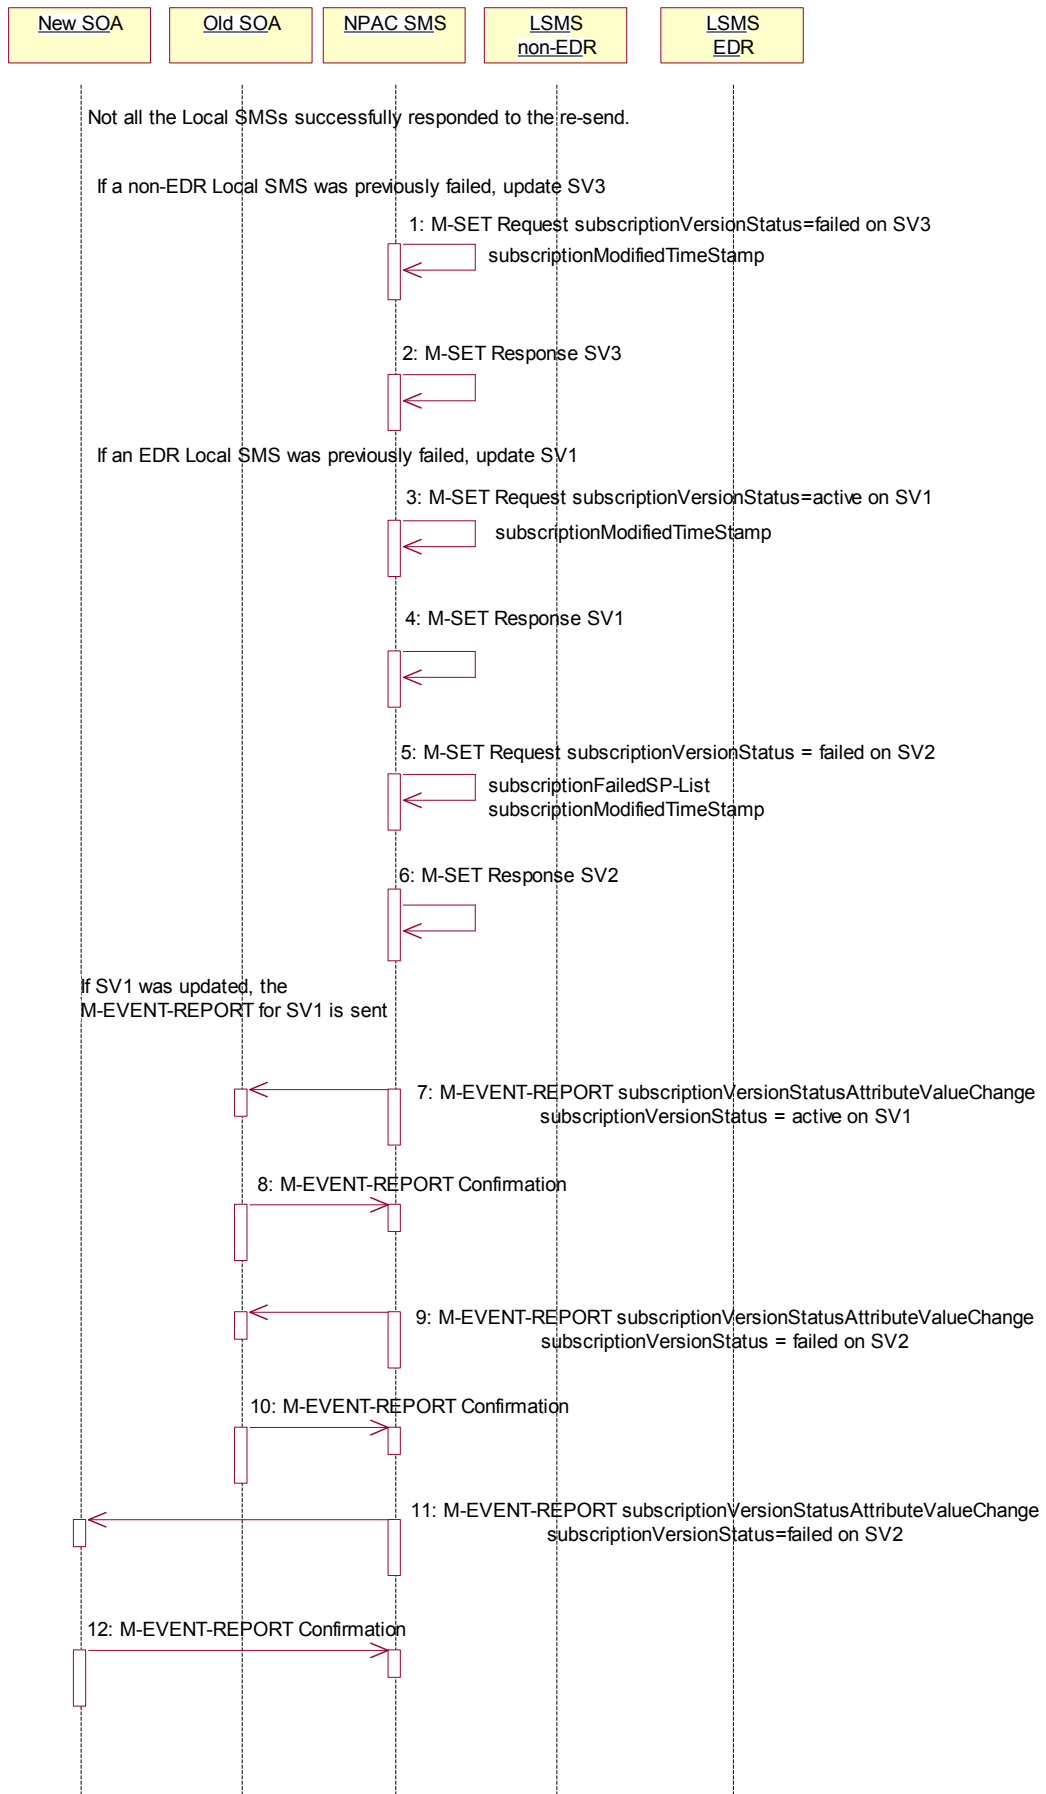 New SOA
Old SOA
NPAC SMS
LSMS
non-EDR
LSMS
EDR
Not all the Local SMSs successfully responded to the re-send.
If a non-EDR Local SMS was previously failed, update SV3
1: M-SET Request subscriptionVersionStatus=failed on SV3
subscriptionModifiedTimeStamp
2: M-SET Response SV3
If an EDR Local SMS was previously failed, update SV1
3: M-SET Request subscriptionVersionStatus=active on SV1
subscriptionModifiedTimeStamp
4: M-SET Response SV1
5: M-SET Request subscriptionVersionStatus = failed on SV2
subscriptionFailedSP-List
subscriptionModifiedTimeStamp
6: M-SET Response SV2
If SV1 was updated, the
M-EVENT-REPORT for SV1 is sent
7: M-EVENT-REPORT subscriptionVersionStatusAttributeValueChange
subscriptionVersionStatus = active on SV1
8: M-EVENT-REPORT Confirmation
9: M-EVENT-REPORT subscriptionVersionStatusAttributeValueChange
subscriptionVersionStatus = failed on SV2
10: M-EVENT-REPORT Confirmation
11: M-EVENT-REPORT subscriptionVersionStatusAttributeValueChange
subscriptionVersionStatus=failed on SV2
12: M-EVENT-REPORT Confirmation